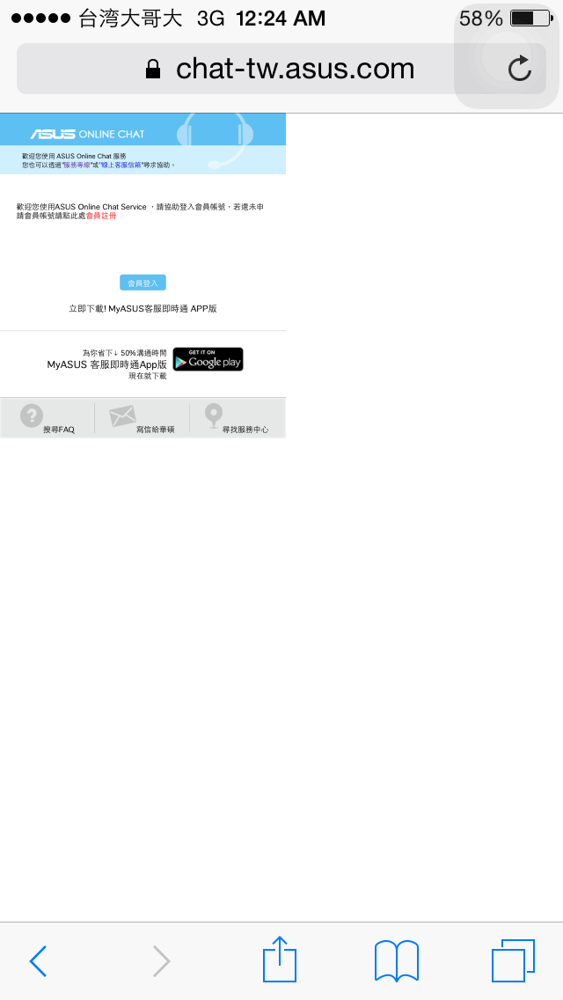 台湾大哥大 3G 12:24 AM 58%
chat-tw.asus.com
ASUS ONLINE CHAT
歡迎您使用 ASUS Online Chat 服務
您也可以透過"服務專線"或"線上客服信箱"尋求協助。
歡迎您使用ASUS Online Chat Service ，請協助登入會員帳號，若還未申
請會員帳號請點此處會員註冊
會員登入
立即下載! MyASUS客服即時通 APP版
為你省下↓ 50%溝通時間
MyASUS 客服即時通App版
現在就下載
GET IT ON
Google play
搜尋FAQ
寫信給華碩
尋找服務中心